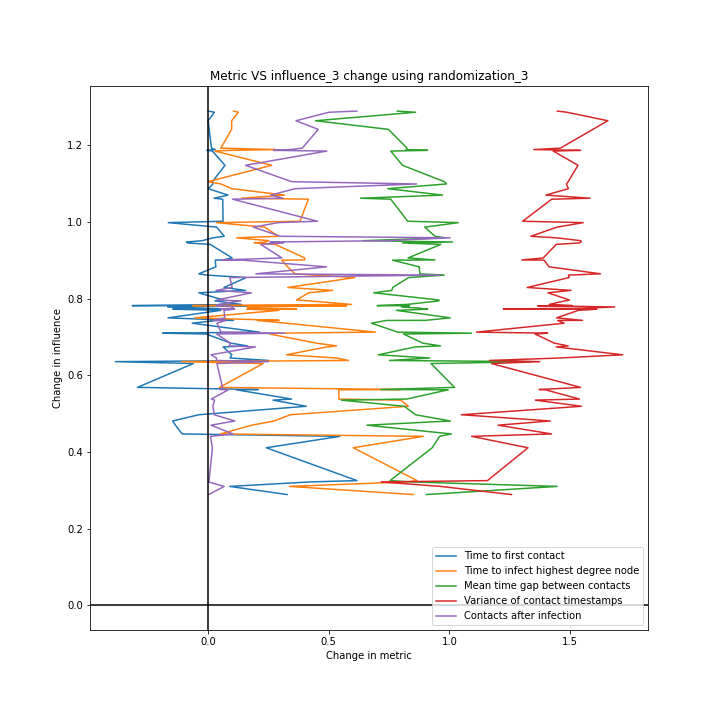 Metric VS influence_3 change using randomization_3
Change in influence
1.2
1.0
0.8
0.6
0.4
0.2
0.0
Time to first contact
Time to infect highest degree node
Mean time gap between contacts
Variance of contact timestamps
Contacts after infection
0.0 0.5 1.0 1.5
Change in metric